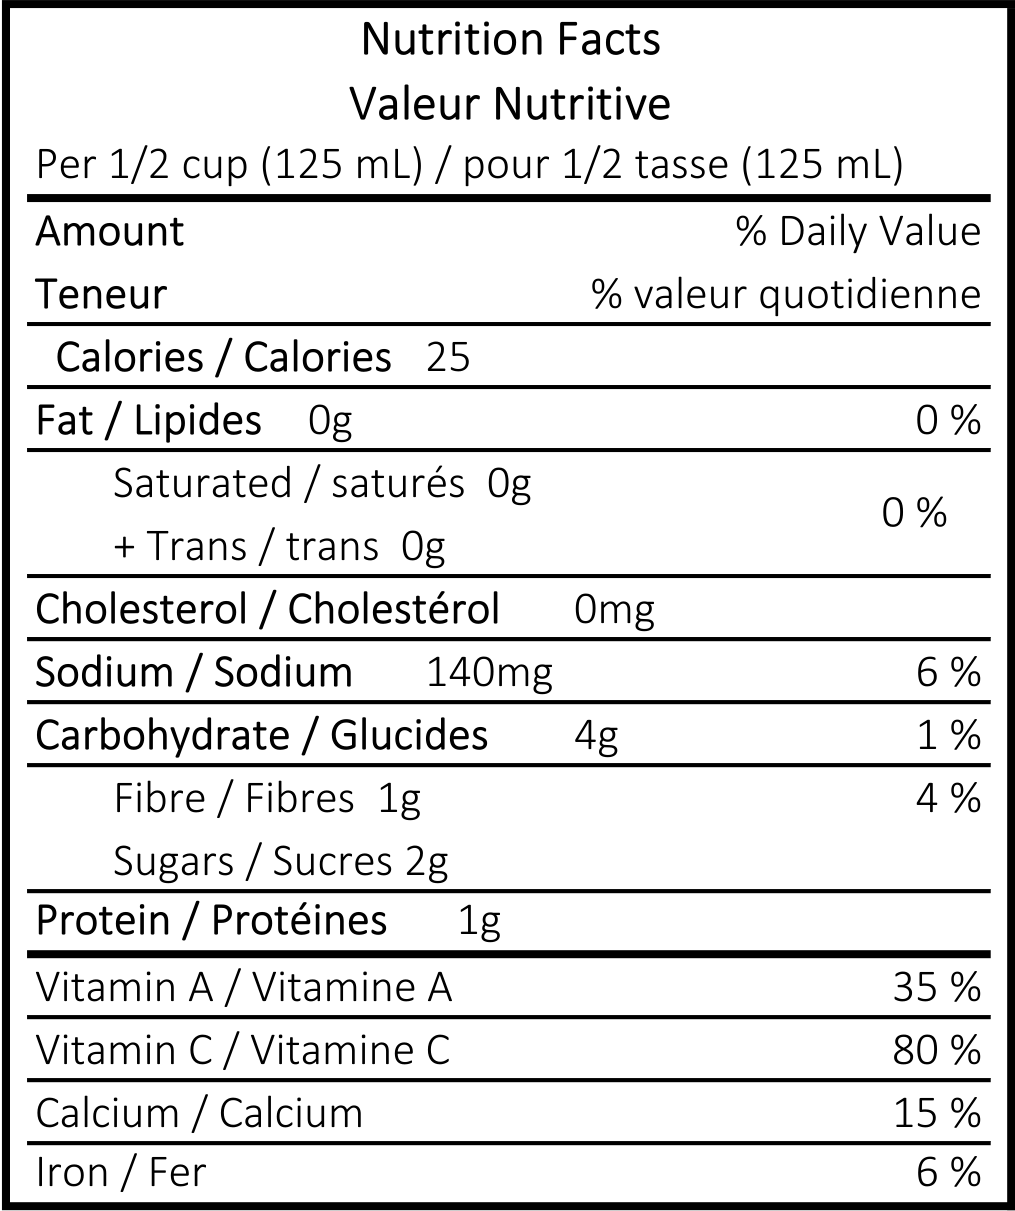 Nutrition Facts
Valeur Nutritive
Per 1/2 cup (125 mL) / pour 1/2 tasse (125 mL)
Amount % Daily Value
Teneur % valeur quotidienne
Calories / Calories 25
Fat / Lipides 0g 0 %
Saturated / saturés 0g
0 %
+ Trans / trans 0g
Cholesterol / Cholestérol 0mg
Sodium / Sodium 140mg 6 %
Carbohydrate / Glucides 4g 1 %
Fibre / Fibres 1g 4 %
Sugars / Sucres 2g
Protein / Protéines 1g
Vitamin A / Vitamine A 35 %
Vitamin C / Vitamine C 80 %
Calcium / Calcium 15 %
Iron / Fer 6 %